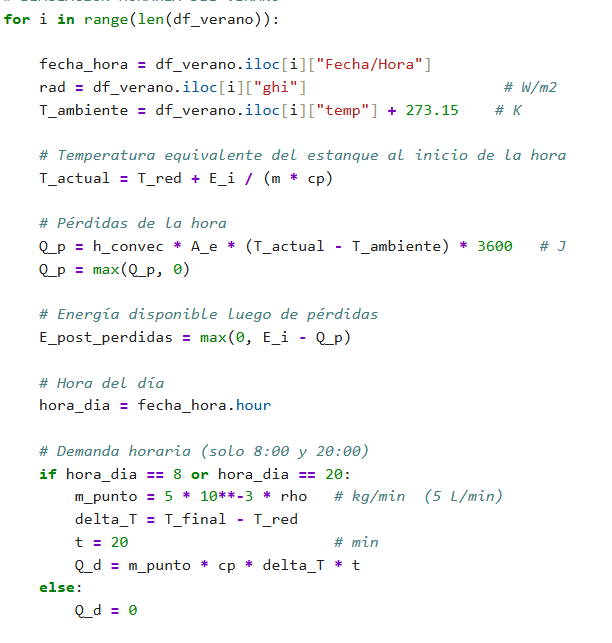 for i in range(len(df_verano)):
    fecha_hora = df_verano.iloc[i]["Fecha/Hora"]
    rad = df_verano.iloc[i]["ghi"]                      # W/m2
    T_ambiente = df_verano.iloc[i]["temp"] + 273.15    # K
    # Temperatura equivalente del estanque al inicio de la hora
    T_actual = T_red + E_i / (m * cp)
    # Pérdidas de la hora
    Q_p = h_convec * A_e * (T_actual - T_ambiente) * 3600   # J
    Q_p = max(Q_p, 0)
    # Energía disponible luego de pérdidas
    E_post_perdidas = max(0, E_i - Q_p)
    # Hora del día
    hora_dia = fecha_hora.hour
    # Demanda horaria (solo 8:00 y 20:00)
    if hora_dia == 8 or hora_dia == 20:
        m_punto = 5 * 10**-3 * rho   # kg/min  (5 L/min)
        delta_T = T_final - T_red
        t = 20                       # min
        Q_d = m_punto * cp * delta_T * t
    else:
        Q_d = 0